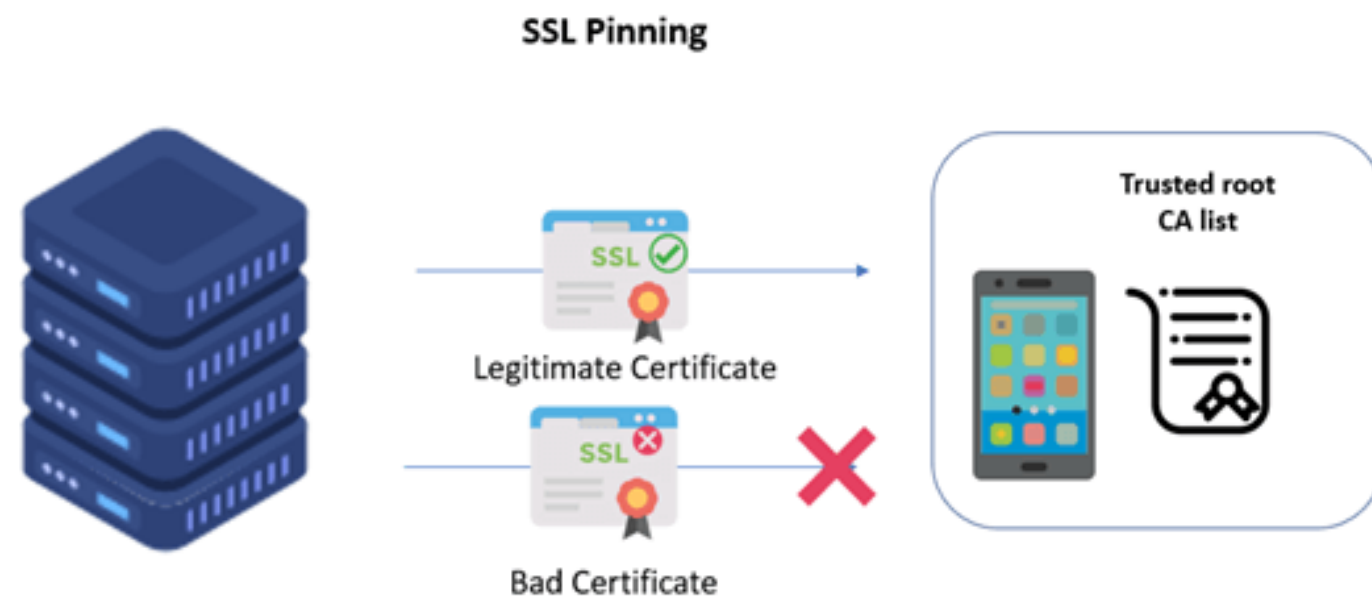 SSL Pinning
Trusted root
CA list
SSL
Legitimate Certificate
SSL
Bad Certificate